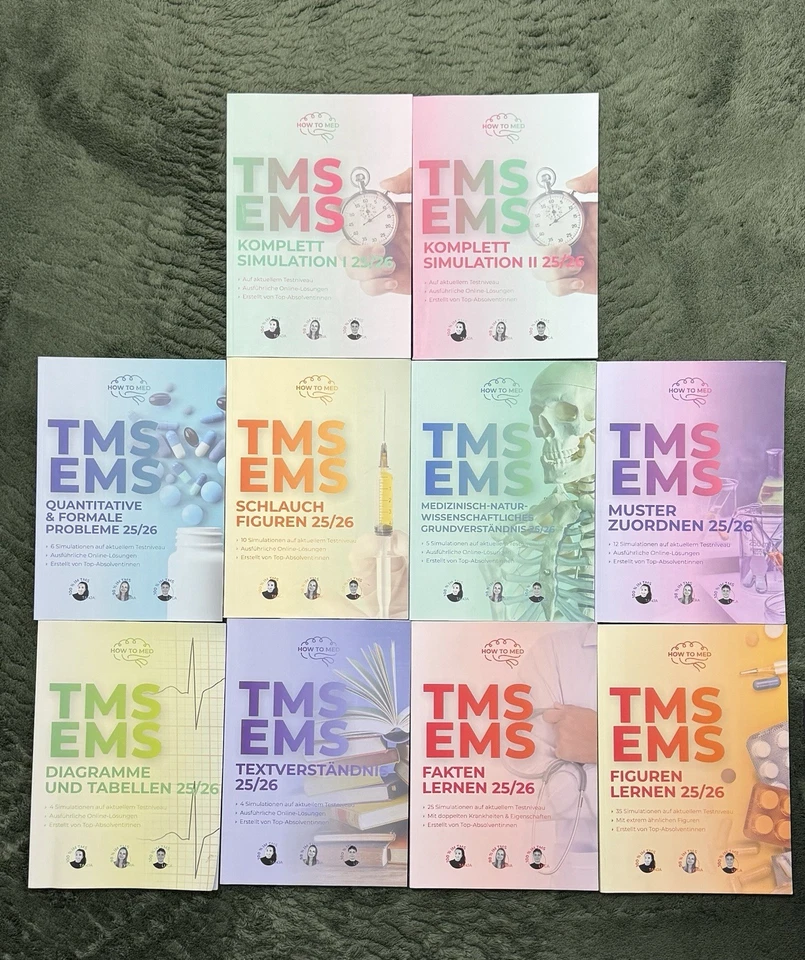 HOW TO MED
TMS
EMS
KOMPLETT
SIMULATION I 25/26
› Auf aktuellem Testniveau
› Ausführliche Online-Lösungen
› Erstellt von Top-Absolventinnen
HOW TO MED
TMS
EMS
KOMPLETT
SIMULATION II 25/26
› Auf aktuellem Testniveau
› Ausführliche Online-Lösungen
› Erstellt von Top-Absolventinnen
HOW TO MED
TMS
EMS
QUANTITATIVE
& FORMALE
PROBLEME 25/26
› 6 Simulationen auf aktuellem Testniveau
› Ausführliche Online-Lösungen
› Erstellt von Top-Absolventinnen
HOW TO MED
TMS
EMS
SCHLAUCH
FIGUREN 25/26
› 10 Simulationen auf aktuellem Testniveau
› Ausführliche Online-Lösungen
› Erstellt von Top-Absolventinnen
HOW TO MED
TMS
EMS
MEDIZINISCH-NATUR-
WISSENSCHAFTLICHES
GRUNDVERSTÄNDNIS 25/26
› 5 Simulationen auf aktuellem Testniveau
› Ausführliche Online-Lösungen
› Erstellt von Top-Absolventinnen
HOW TO MED
TMS
EMS
MUSTER
ZUORDNEN 25/26
› 12 Simulationen auf aktuellem Testniveau
› Ausführliche Online-Lösungen
› Erstellt von Top-Absolventinnen
HOW TO MED
TMS
EMS
DIAGRAMME
UND TABELLEN 25/26
› 4 Simulationen auf aktuellem Testniveau
› Ausführliche Online-Lösungen
› Erstellt von Top-Absolventinnen
HOW TO MED
TMS
EMS
TEXTVERSTÄNDNIS
25/26
› 4 Simulationen auf aktuellem Testniveau
› Ausführliche Online-Lösungen
› Erstellt von Top-Absolventinnen
HOW TO MED
TMS
EMS
FAKTEN
LERNEN 25/26
› 25 Simulationen auf aktuellem Testniveau
› Mit doppelten Krankheiten & Eigenschaften
› Erstellt von Top-Absolventinnen
HOW TO MED
TMS
EMS
FIGUREN
LERNEN 25/26
› 35 Simulationen auf aktuellem Testniveau
› Mit extrem ähnlichen Figuren
› Erstellt von Top-Absolventinnen